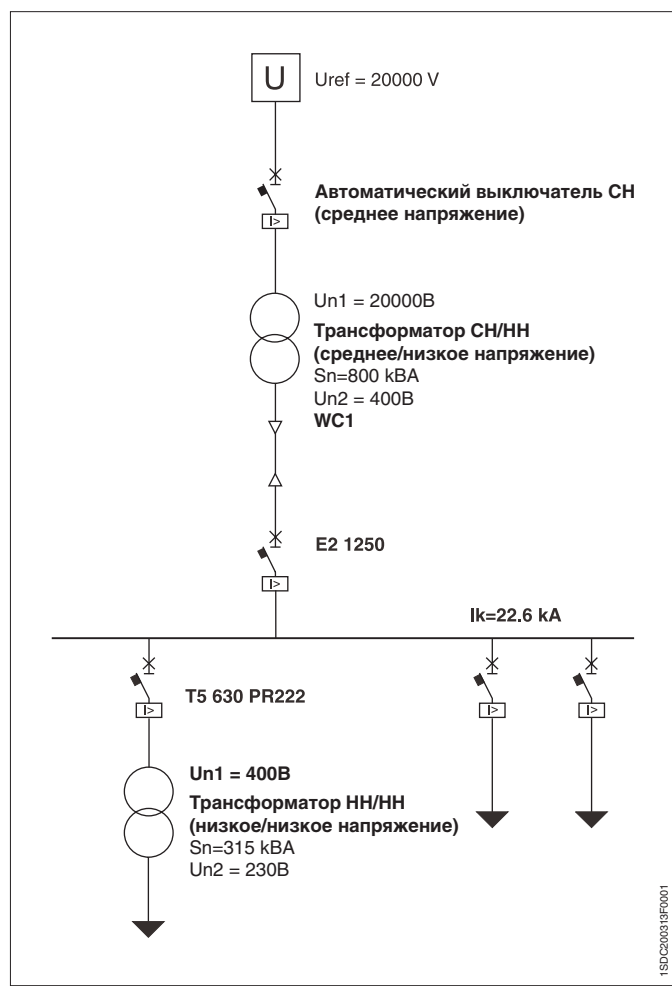 U
Uref = 20000 V
Автоматический выключатель СН
(среднее напряжение)
I>
Un1 = 20000В
Трансформатор СН/НН
(среднее/низкое напряжение)
Sn=800 kBA
Un2 = 400В
WC1
E2 1250
I>
Ik=22.6 kA
T5 630 PR222
I>
I>
I>
Un1 = 400В
Трансформатор НН/НН
(низкое/низкое напряжение)
Sn=315 kBA
Un2 = 230В
1SDC200313F0001